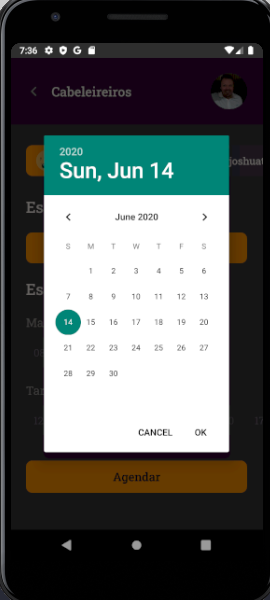 7:36 G
Cabeleireiros
joshuat
2020
Sun, Jun 14
June 2020
S M T W T F S
1 2 3 4 5 6
7 8 9 10 11 12 13
14 15 16 17 18 19 20
21 22 23 24 25 26 27
28 29 30
Es
Es
Ma
Tar
CANCEL OK
Agendar